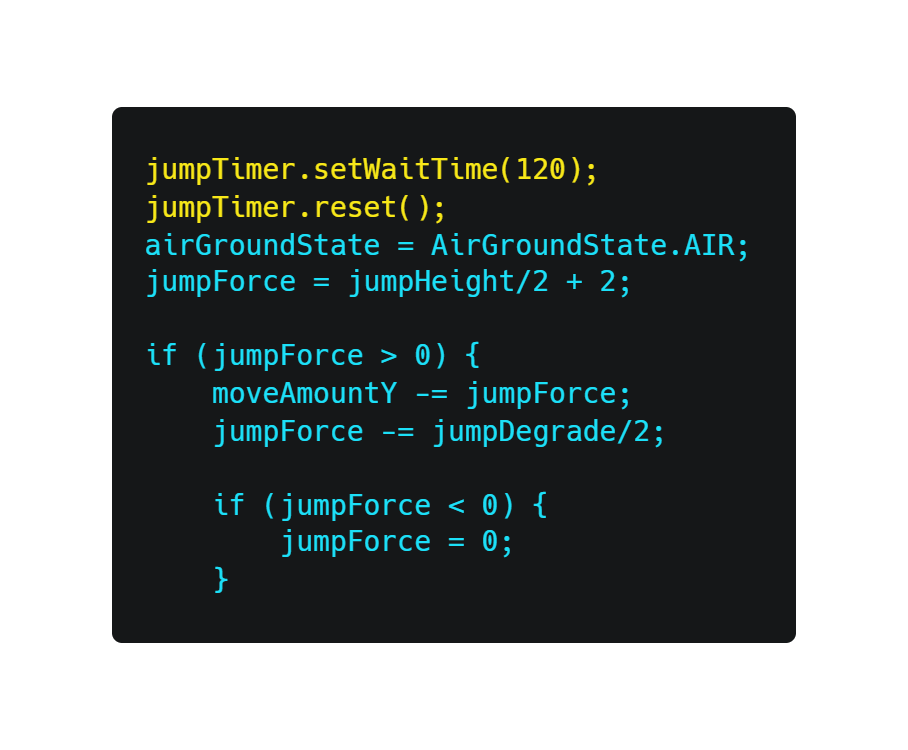 jumpTimer.setWaitTime(120);
jumpTimer.reset();
airGroundState = AirGroundState.AIR;
jumpForce = jumpHeight/2 + 2;
if (jumpForce > 0) {
    moveAmountY -= jumpForce;
    jumpForce -= jumpDegrade/2;
    if (jumpForce < 0) {
        jumpForce = 0;
    }